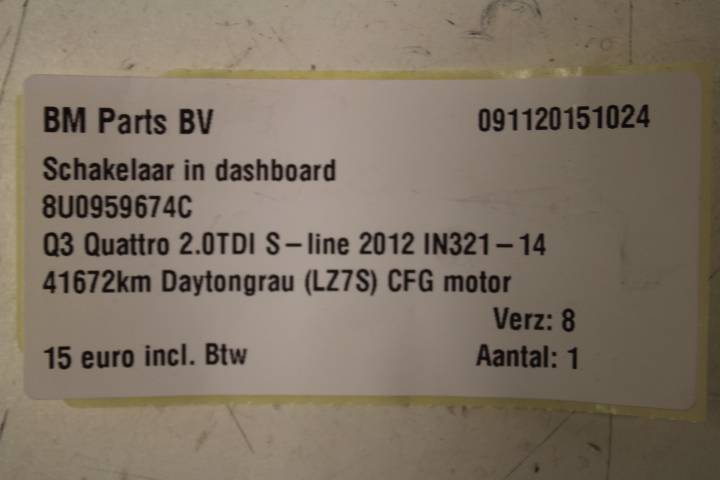 BM Parts BV 091120151024
Schakelaar in dashboard
8U0959674C
Q3 Quattro 2.0TDI S-line 2012 IN321-14
41672km Daytongrau (LZ7S) CFG motor
Verz: 8
15 euro incl. Btw Aantal: 1